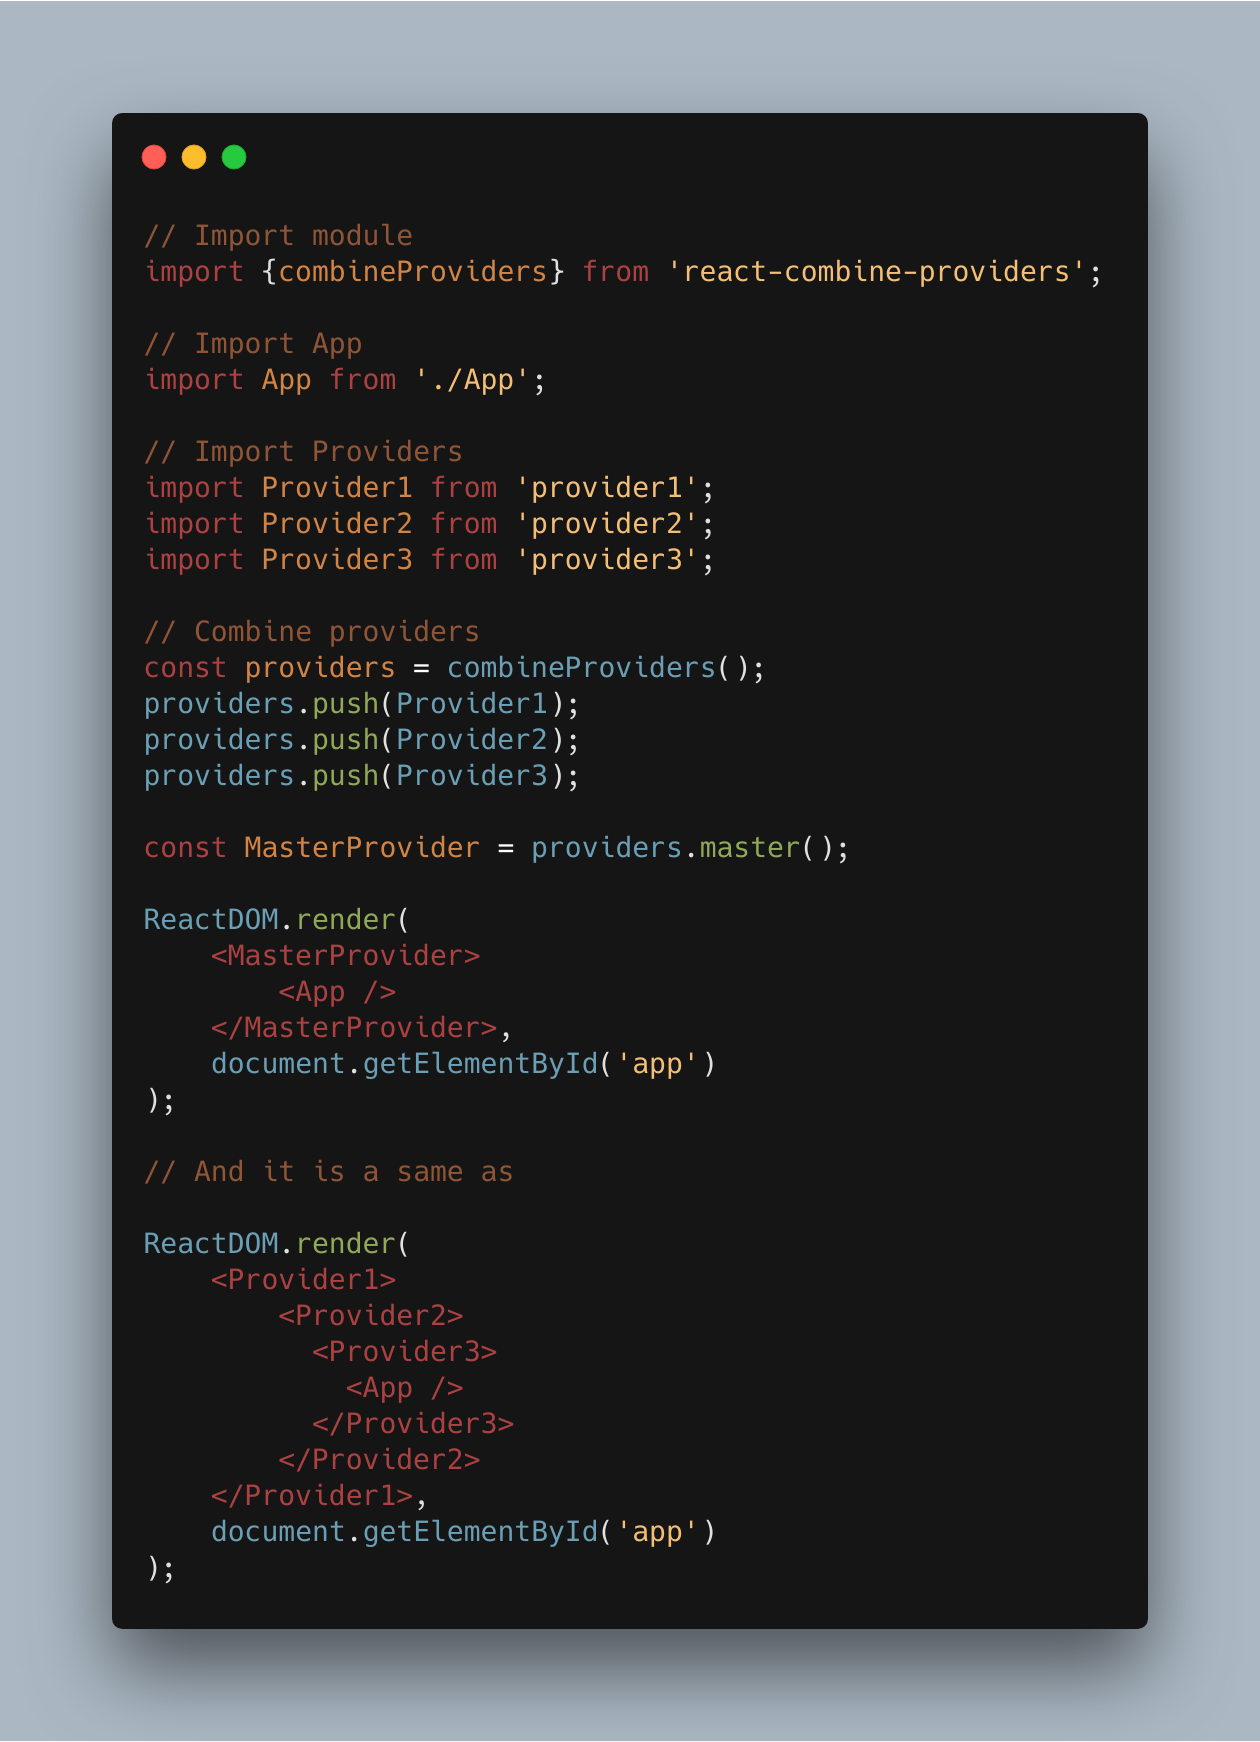 // Import module
import {combineProviders} from 'react-combine-providers';

// Import App
import App from './App';

// Import Providers
import Provider1 from 'provider1';
import Provider2 from 'provider2';
import Provider3 from 'provider3';

// Combine providers
const providers = combineProviders();
providers.push(Provider1);
providers.push(Provider2);
providers.push(Provider3);

const MasterProvider = providers.master();

ReactDOM.render(
    <MasterProvider>
        <App />
    </MasterProvider>,
    document.getElementById('app')
);

// And it is a same as

ReactDOM.render(
    <Provider1>
        <Provider2>
          <Provider3>
            <App />
          </Provider3>
        </Provider2>
    </Provider1>,
    document.getElementById('app')
);